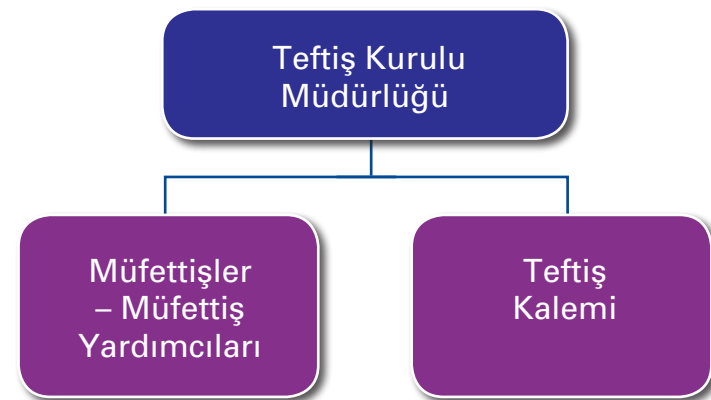 Teftiş Kurulu
Müdürlüğü
Müfettişler
– Müfettiş
Yardımcıları
Teftiş
Kalemi